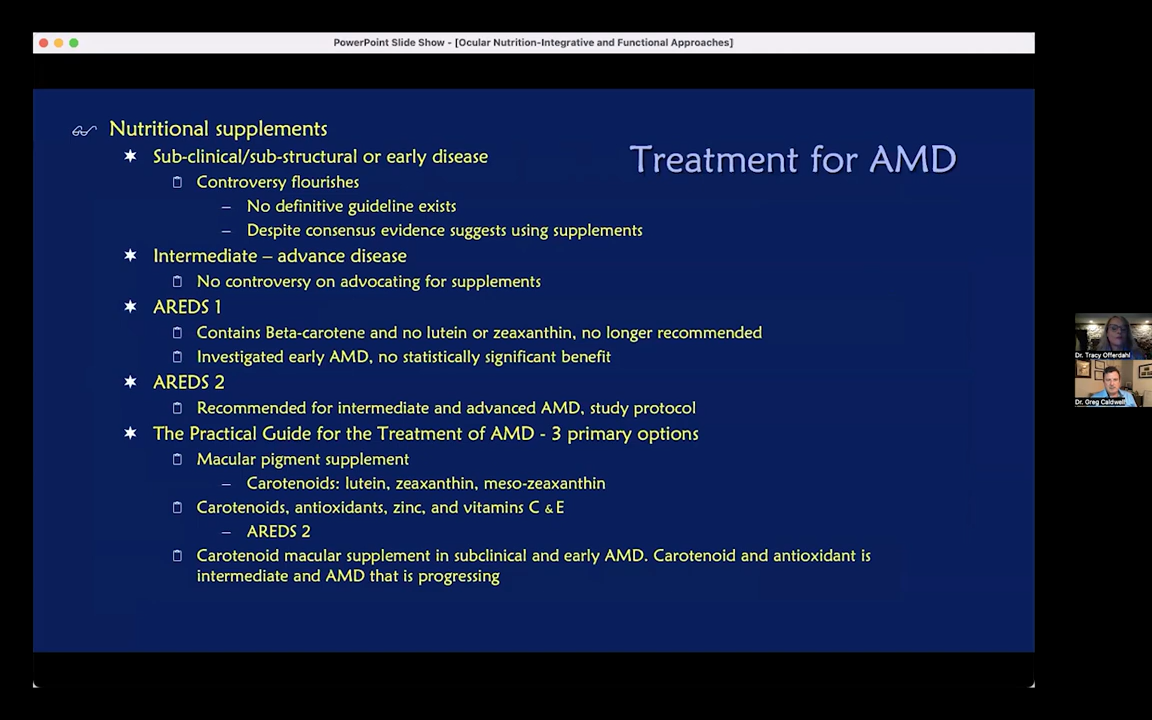 PowerPoint Slide Show - [Ocular Nutrition-Integrative and Functional Approaches]
Treatment for AMD
Nutritional supplements
Sub-clinical/sub-structural or early disease
Controversy flourishes
– No definitive guideline exists
– Despite consensus evidence suggests using supplements
Intermediate – advance disease
No controversy on advocating for supplements
AREDS 1
Contains Beta-carotene and no lutein or zeaxanthin, no longer recommended
Investigated early AMD, no statistically significant benefit
AREDS 2
Recommended for intermediate and advanced AMD, study protocol
The Practical Guide for the Treatment of AMD - 3 primary options
Macular pigment supplement
– Carotenoids: lutein, zeaxanthin, meso-zeaxanthin
Carotenoids, antioxidants, zinc, and vitamins C & E
– AREDS 2
Carotenoid macular supplement in subclinical and early AMD. Carotenoid and antioxidant is
intermediate and AMD that is progressing
Dr. Tracy Offerdahl
Dr. Greg Caldwell